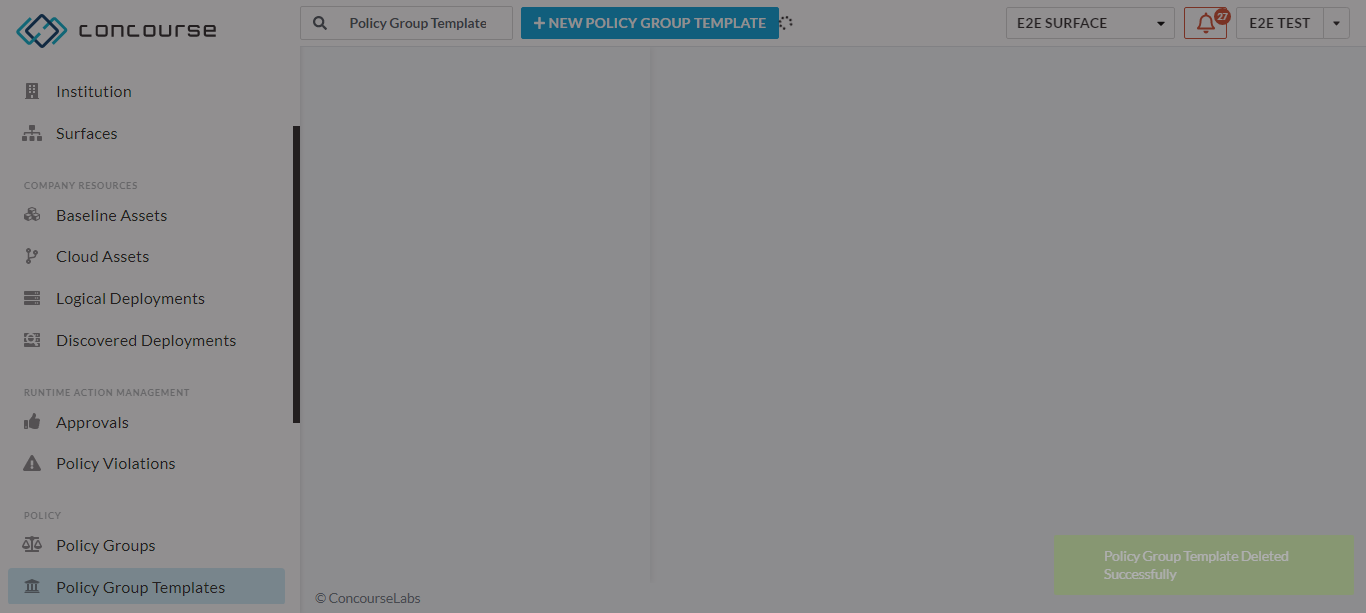 concourse
Policy Group Template
+ NEW POLICY GROUP TEMPLATE
E2E SURFACE
27
E2E TEST
Institution
Surfaces
COMPANY RESOURCES
Baseline Assets
Cloud Assets
Logical Deployments
Discovered Deployments
RUNTIME ACTION MANAGEMENT
Approvals
Policy Violations
POLICY
Policy Groups
Policy Group Templates
Policy Group Template Deleted
Successfully
© ConcourseLabs